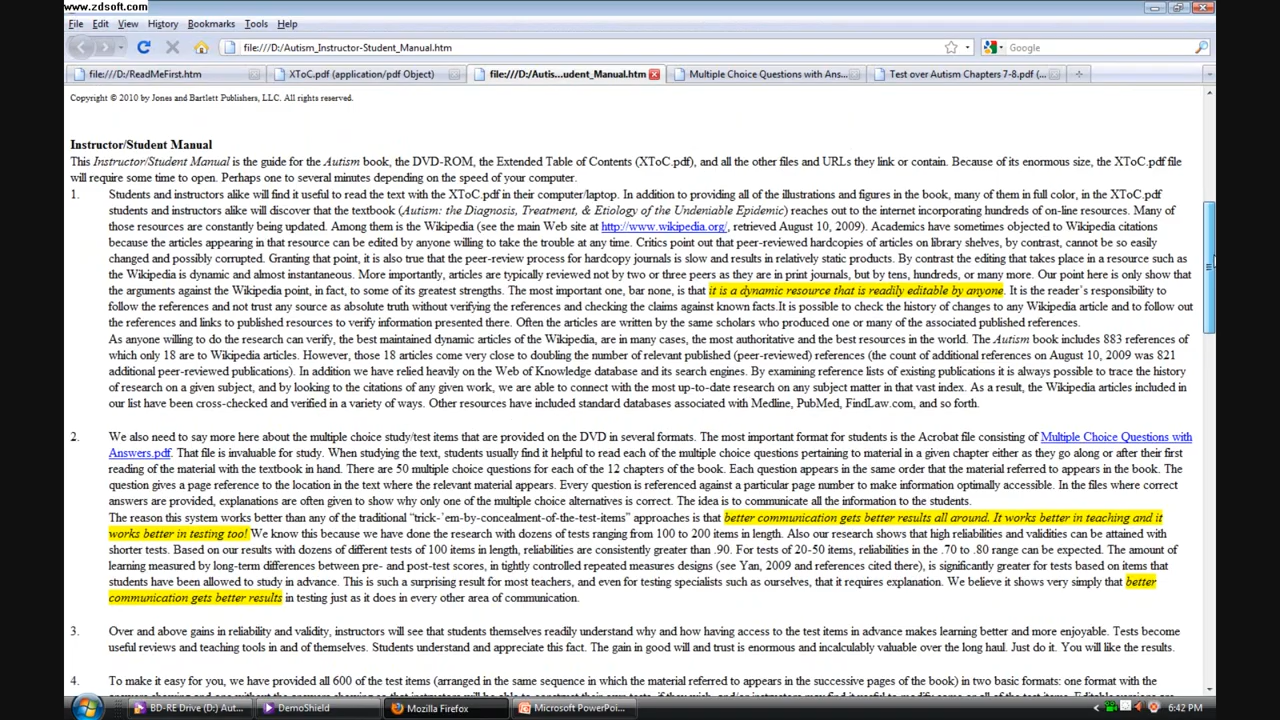 www.zdsoft.com
File Edit View History Bookmarks Tools Help
file:///D:/Autism_Instructor-Student_Manual.htm
Google
file:///D:/ReadMeFirst.htm
XToC.pdf (application/pdf Object)
file:///D:/Autis...udent_Manual.htm
Multiple Choice Questions with Ans...
Test over Autism Chapters 7-8.pdf (...
Copyright © 2010 by Jones and Bartlett Publishers, LLC. All rights reserved.
Instructor/Student Manual
This Instructor/Student Manual is the guide for the Autism book, the DVD-ROM, the Extended Table of Contents (XToC.pdf), and all the other files and URLs they link or contain. Because of its enormous size, the XToC.pdf file
will require some time to open. Perhaps one to several minutes depending on the speed of your computer.
1. Students and instructors alike will find it useful to read the text with the XToC.pdf in their computer/laptop. In addition to providing all of the illustrations and figures in the book, many of them in full color, in the XToC.pdf
students and instructors alike will discover that the textbook (Autism: the Diagnosis, Treatment, & Etiology of the Undeniable Epidemic) reaches out to the internet incorporating hundreds of on-line resources. Many of
those resources are constantly being updated. Among them is the Wikipedia (see the main Web site at http://www.wikipedia.org/, retrieved August 10, 2009). Academics have sometimes objected to Wikipedia citations
because the articles appearing in that resource can be edited by anyone willing to take the trouble at any time. Critics point out that peer-reviewed hardcopies of articles on library shelves, by contrast, cannot be so easily
changed and possibly corrupted. Granting that point, it is also true that the peer-review process for hardcopy journals is slow and results in relatively static products. By contrast the editing that takes place in a resource such as
the Wikipedia is dynamic and almost instantaneous. More importantly, articles are typically reviewed not by two or three peers as they are in print journals, but by tens, hundreds, or many more. Our point here is only show that
the arguments against the Wikipedia point, in fact, to some of its greatest strengths. The most important one, bar none, is that it is a dynamic resource that is readily editable by anyone. It is the reader's responsibility to
follow the references and not trust any source as absolute truth without verifying the references and checking the claims against known facts.It is possible to check the history of changes to any Wikipedia article and to follow out
the references and links to published resources to verify information presented there. Often the articles are written by the same scholars who produced one or many of the associated published references.
As anyone willing to do the research can verify, the best maintained dynamic articles of the Wikipedia, are in many cases, the most authoritative and the best resources in the world. The Autism book includes 883 references of
which only 18 are to Wikipedia articles. However, those 18 articles come very close to doubling the number of relevant published (peer-reviewed) references (the count of additional references on August 10, 2009 was 821
additional peer-reviewed publications). In addition we have relied heavily on the Web of Knowledge database and its search engines. By examining reference lists of existing publications it is always possible to trace the history
of research on a given subject, and by looking to the citations of any given work, we are able to connect with the most up-to-date research on any subject matter in that vast index. As a result, the Wikipedia articles included in
our list have been cross-checked and verified in a variety of ways. Other resources have included standard databases associated with Medline, PubMed, FindLaw.com, and so forth.
2. We also need to say more here about the multiple choice study/test items that are provided on the DVD in several formats. The most important format for students is the Acrobat file consisting of Multiple Choice Questions with
Answers.pdf. That file is invaluable for study. When studying the text, students usually find it helpful to read each of the multiple choice questions pertaining to material in a given chapter either as they go along or after their first
reading of the material with the textbook in hand. There are 50 multiple choice questions for each of the 12 chapters of the book. Each question appears in the same order that the material referred to appears in the book. The
question gives a page reference to the location in the text where the relevant material appears. Every question is referenced against a particular page number to make information optimally accessible. In the files where correct
answers are provided, explanations are often given to show why only one of the multiple choice alternatives is correct. The idea is to communicate all the information to the students.
The reason this system works better than any of the traditional "trick-'em-by-concealment-of-the-test-items" approaches is that better communication gets better results all around. It works better in teaching and it
works better in testing too! We know this because we have done the research with dozens of tests ranging from 100 to 200 items in length. Also our research shows that high reliabilities and validities can be attained with
shorter tests. Based on our results with dozens of different tests of 100 items in length, reliabilities are consistently greater than .90. For tests of 20-50 items, reliabilities in the .70 to .80 range can be expected. The amount of
learning measured by long-term differences between pre- and post-test scores, in tightly controlled repeated measures designs (see Yan, 2009 and references cited there), is significantly greater for tests based on items that
students have been allowed to study in advance. This is such a surprising result for most teachers, and even for testing specialists such as ourselves, that it requires explanation. We believe it shows very simply that better
communication gets better results in testing just as it does in every other area of communication.
3. Over and above gains in reliability and validity, instructors will see that students themselves readily understand why and how having access to the test items in advance makes learning better and more enjoyable. Tests become
useful reviews and teaching tools in and of themselves. Students understand and appreciate this fact. The gain in good will and trust is enormous and incalculably valuable over the long haul. Just do it. You will like the results.
4. To make it easy for you, we have provided all 600 of the test items (arranged in the same sequence in which the material referred to appears in the successive pages of the book) in two basic formats: one format with the
BD-RE Drive (D:) Aut...
DemoShield
Mozilla Firefox
Microsoft PowerPoi...
6:42 PM